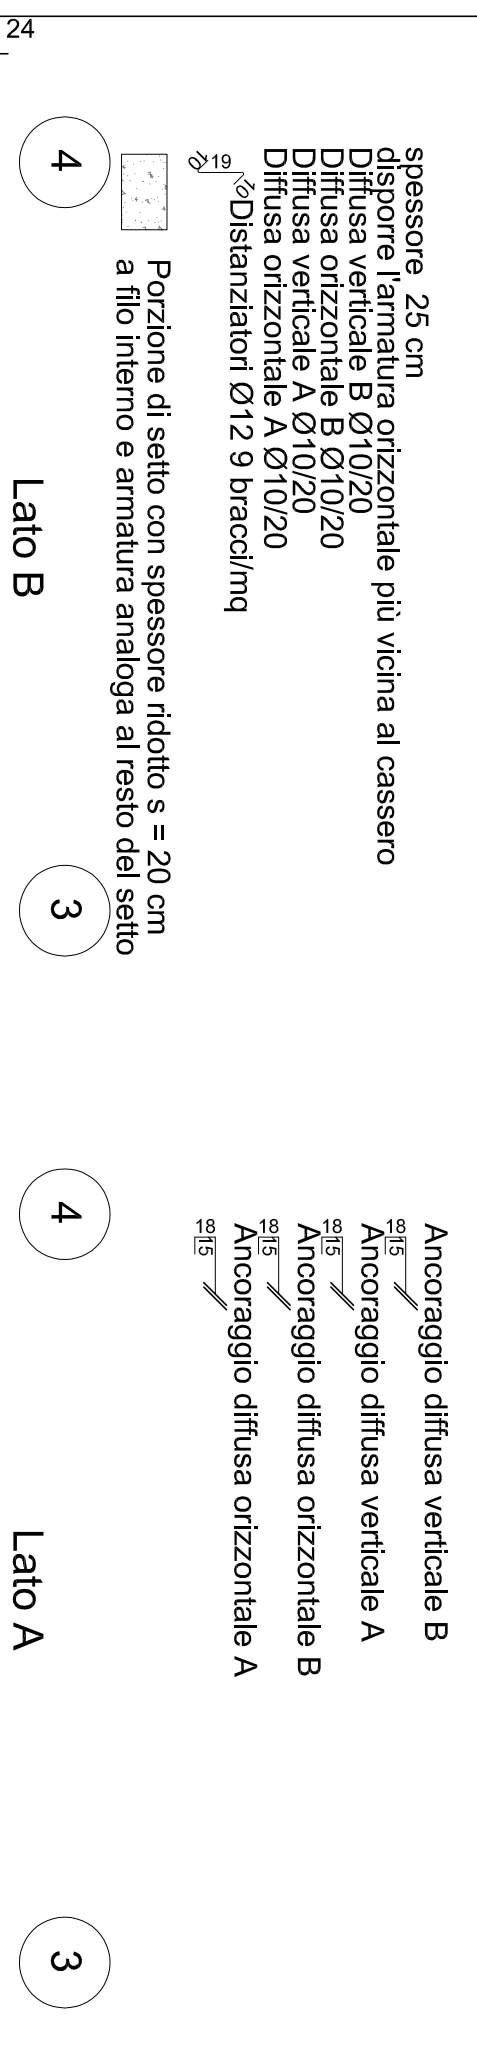 24
spessore 25 cm
disporre l'armatura orizzontale più vicina al cassero
Diffusa verticale B Ø10/20
Diffusa orizzontale B Ø10/20
Diffusa verticale A Ø10/20
Diffusa orizzontale A Ø10/20
10 19 10
Distanziatori Ø12 9 bracci/mq
Porzione di setto con spessore ridotto s = 20 cm
a filo interno e armatura analoga al resto del setto
4
3
Lato B
Ancoraggio diffusa verticale B
18 15
Ancoraggio diffusa verticale A
18 15
Ancoraggio diffusa orizzontale B
18 15
Ancoraggio diffusa orizzontale A
18 15
4
3
Lato A